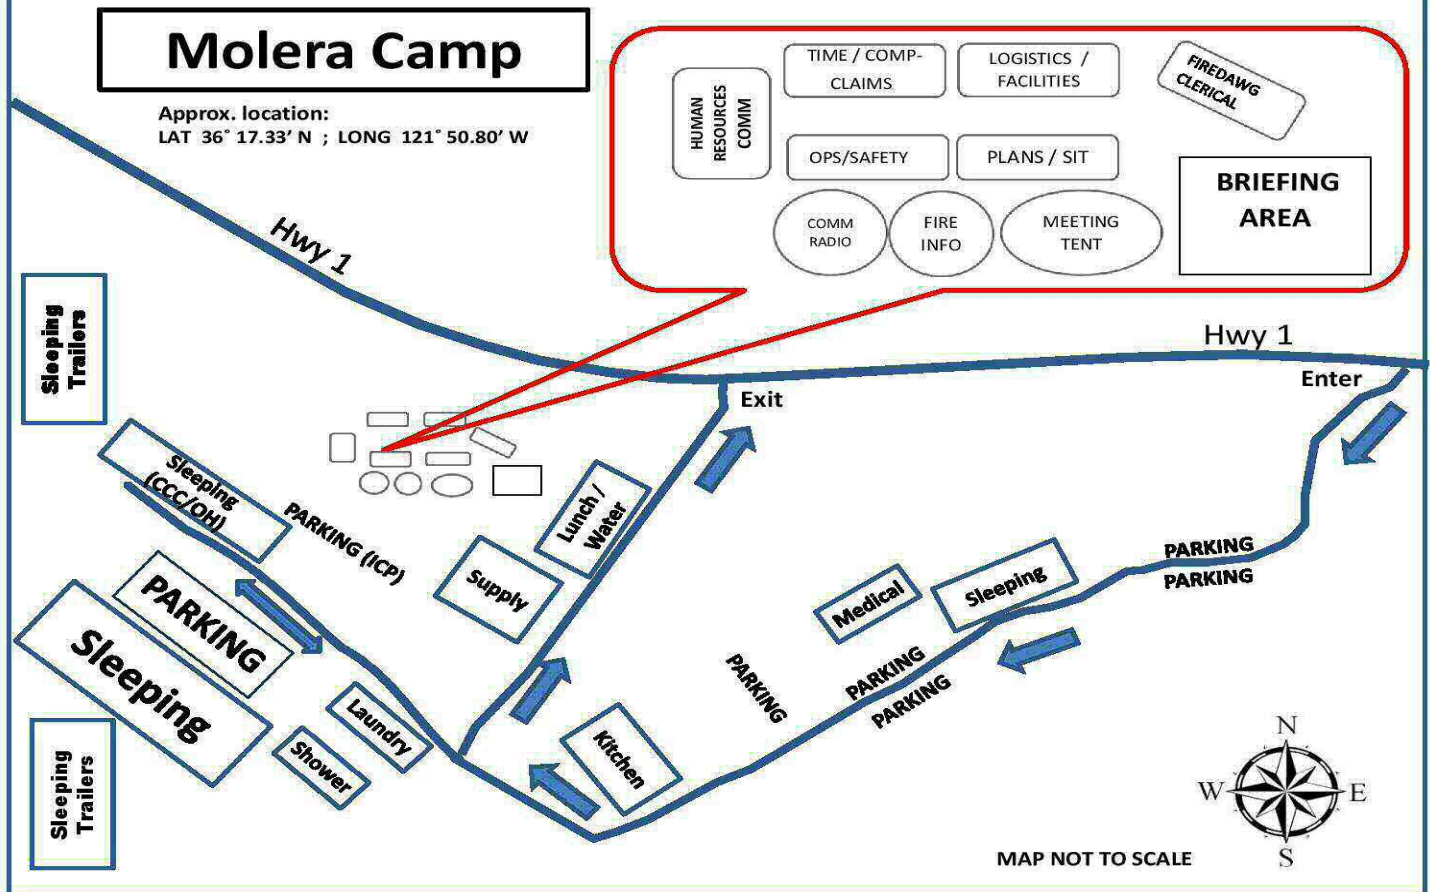 Molera Camp
Approx. location:
LAT 36° 17.33’ N ; LONG 121° 50.80’ W
HUMAN
RESOURCES
COMM
TIME / COMP-
CLAIMS
LOGISTICS /
FACILITIES
FIREDAWG
CLERICAL
OPS/SAFETY
PLANS / SIT
COMM
RADIO
FIRE
INFO
MEETING
TENT
BRIEFING
AREA
Hwy 1
Hwy 1
Enter
Exit
Sleeping
Trailers
Sleeping
(CCC/OH)
PARKING (ICP)
Lunch /
Water
Supply
PARKING
Sleeping
Laundry
Shower
Sleeping
Trailers
Kitchen
PARKING
Medical
Sleeping
PARKING
PARKING
PARKING
PARKING
N
W
E
S
MAP NOT TO SCALE